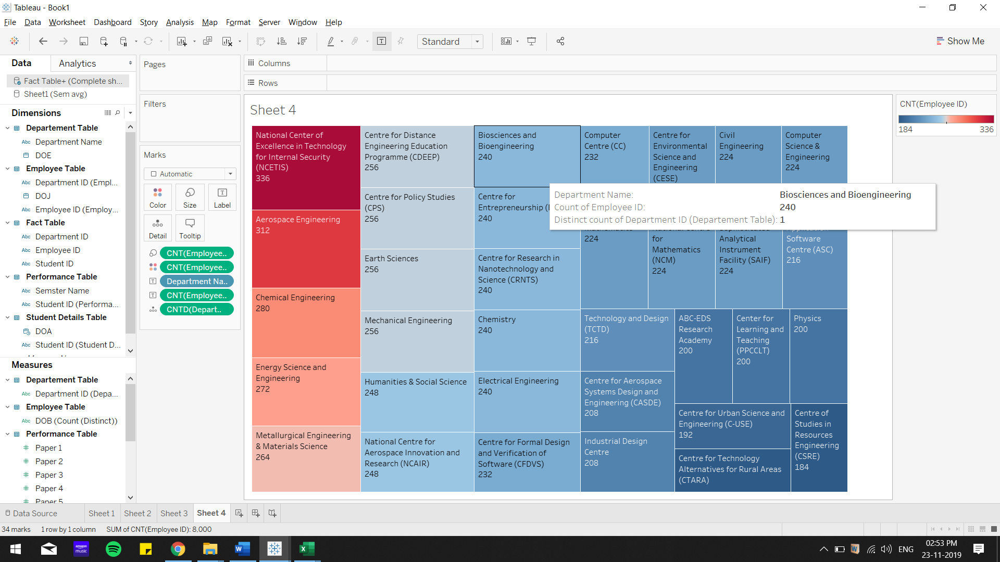 Tableau - Book1
File Data Worksheet Dashboard Story Analysis Map Format Server Window Help
Standard
Show Me
Data
Analytics
Fact Table+ (Complete sh...
Sheet1 (Sem avg)
Dimensions
Departement Table
Abc Department Name
DOE
Employee Table
Abc Department ID (Empl...
DOJ
Abc Employee ID (Employ...
Fact Table
Abc Department ID
Abc Employee ID
Abc Student ID
Performance Table
Abc Semster Name
Abc Student ID (Performa...
Student Details Table
DOA
Abc Student ID (Student D...
Measures
Departement Table
Abc Department ID (Depa...
Employee Table
Abc DOB (Count (Distinct))
Performance Table
# Paper 1
# Paper 2
# Paper 3
# Paper 4
# Paper 5
Pages
Filters
Marks
Automatic
Color
Size
Label
Detail
Tooltip
CNT(Employee..
CNT(Employee..
Department Na..
CNT(Employee..
CNTD(Depart..
Columns
Rows
Sheet 4
National Center of
Excellence in Technology
for Internal Security
(NCETIS)
336
Aerospace Engineering
312
Chemical Engineering
280
Energy Science and
Engineering
272
Metallurgical Engineering
& Materials Science
264
Centre for Distance
Engineering Education
Programme (CDEEP)
256
Centre for Policy Studies
(CPS)
256
Earth Sciences
256
Mechanical Engineering
256
Humanities & Social Science
248
National Centre for
Aerospace Innovation and
Research (NCAIR)
248
Biosciences and
Bioengineering
240
Centre for
Entrepreneurship (
240
Centre for Research in
Nanotechnology and
Science (CRNTS)
240
Chemistry
240
Electrical Engineering
240
Centre for Formal Design
and Verification of
Software (CFDVS)
232
Computer
Centre (CC)
232
Centre for
Environmental
Science and
Engineering
(CESE)
Civil
Engineering
224
Computer
Science &
Engineering
224
Department Name: Biosciences and Bioengineering
Count of Employee ID: 240
Distinct count of Department ID (Departement Table): 1
Mathematics
224
National Centre
for
Mathematics
(NCM)
224
Sophisticated
Analytical
Instrument
Facility (SAIF)
224
Application
Software
Centre (ASC)
216
Technology and Design
(TCTD)
216
Centre for Aerospace
Systems Design and
Engineering (CASDE)
208
Industrial Design
Centre
208
ABC-EDS
Research
Academy
200
Center for
Learning and
Teaching
(PPCCLT)
200
Physics
200
Centre for Urban Science and
Engineering (C-USE)
192
Centre for Technology
Alternatives for Rural Areas
(CTARA)
Centre of
Studies in
Resources
Engineering
(CSRE)
184
CNT(Employee ID)
184 336
Data Source
Sheet 1
Sheet 2
Sheet 3
Sheet 4
34 marks 1 row by 1 column SUM of CNT(Employee ID): 8,000
amazon
music
ENG
02:53 PM
23-11-2019